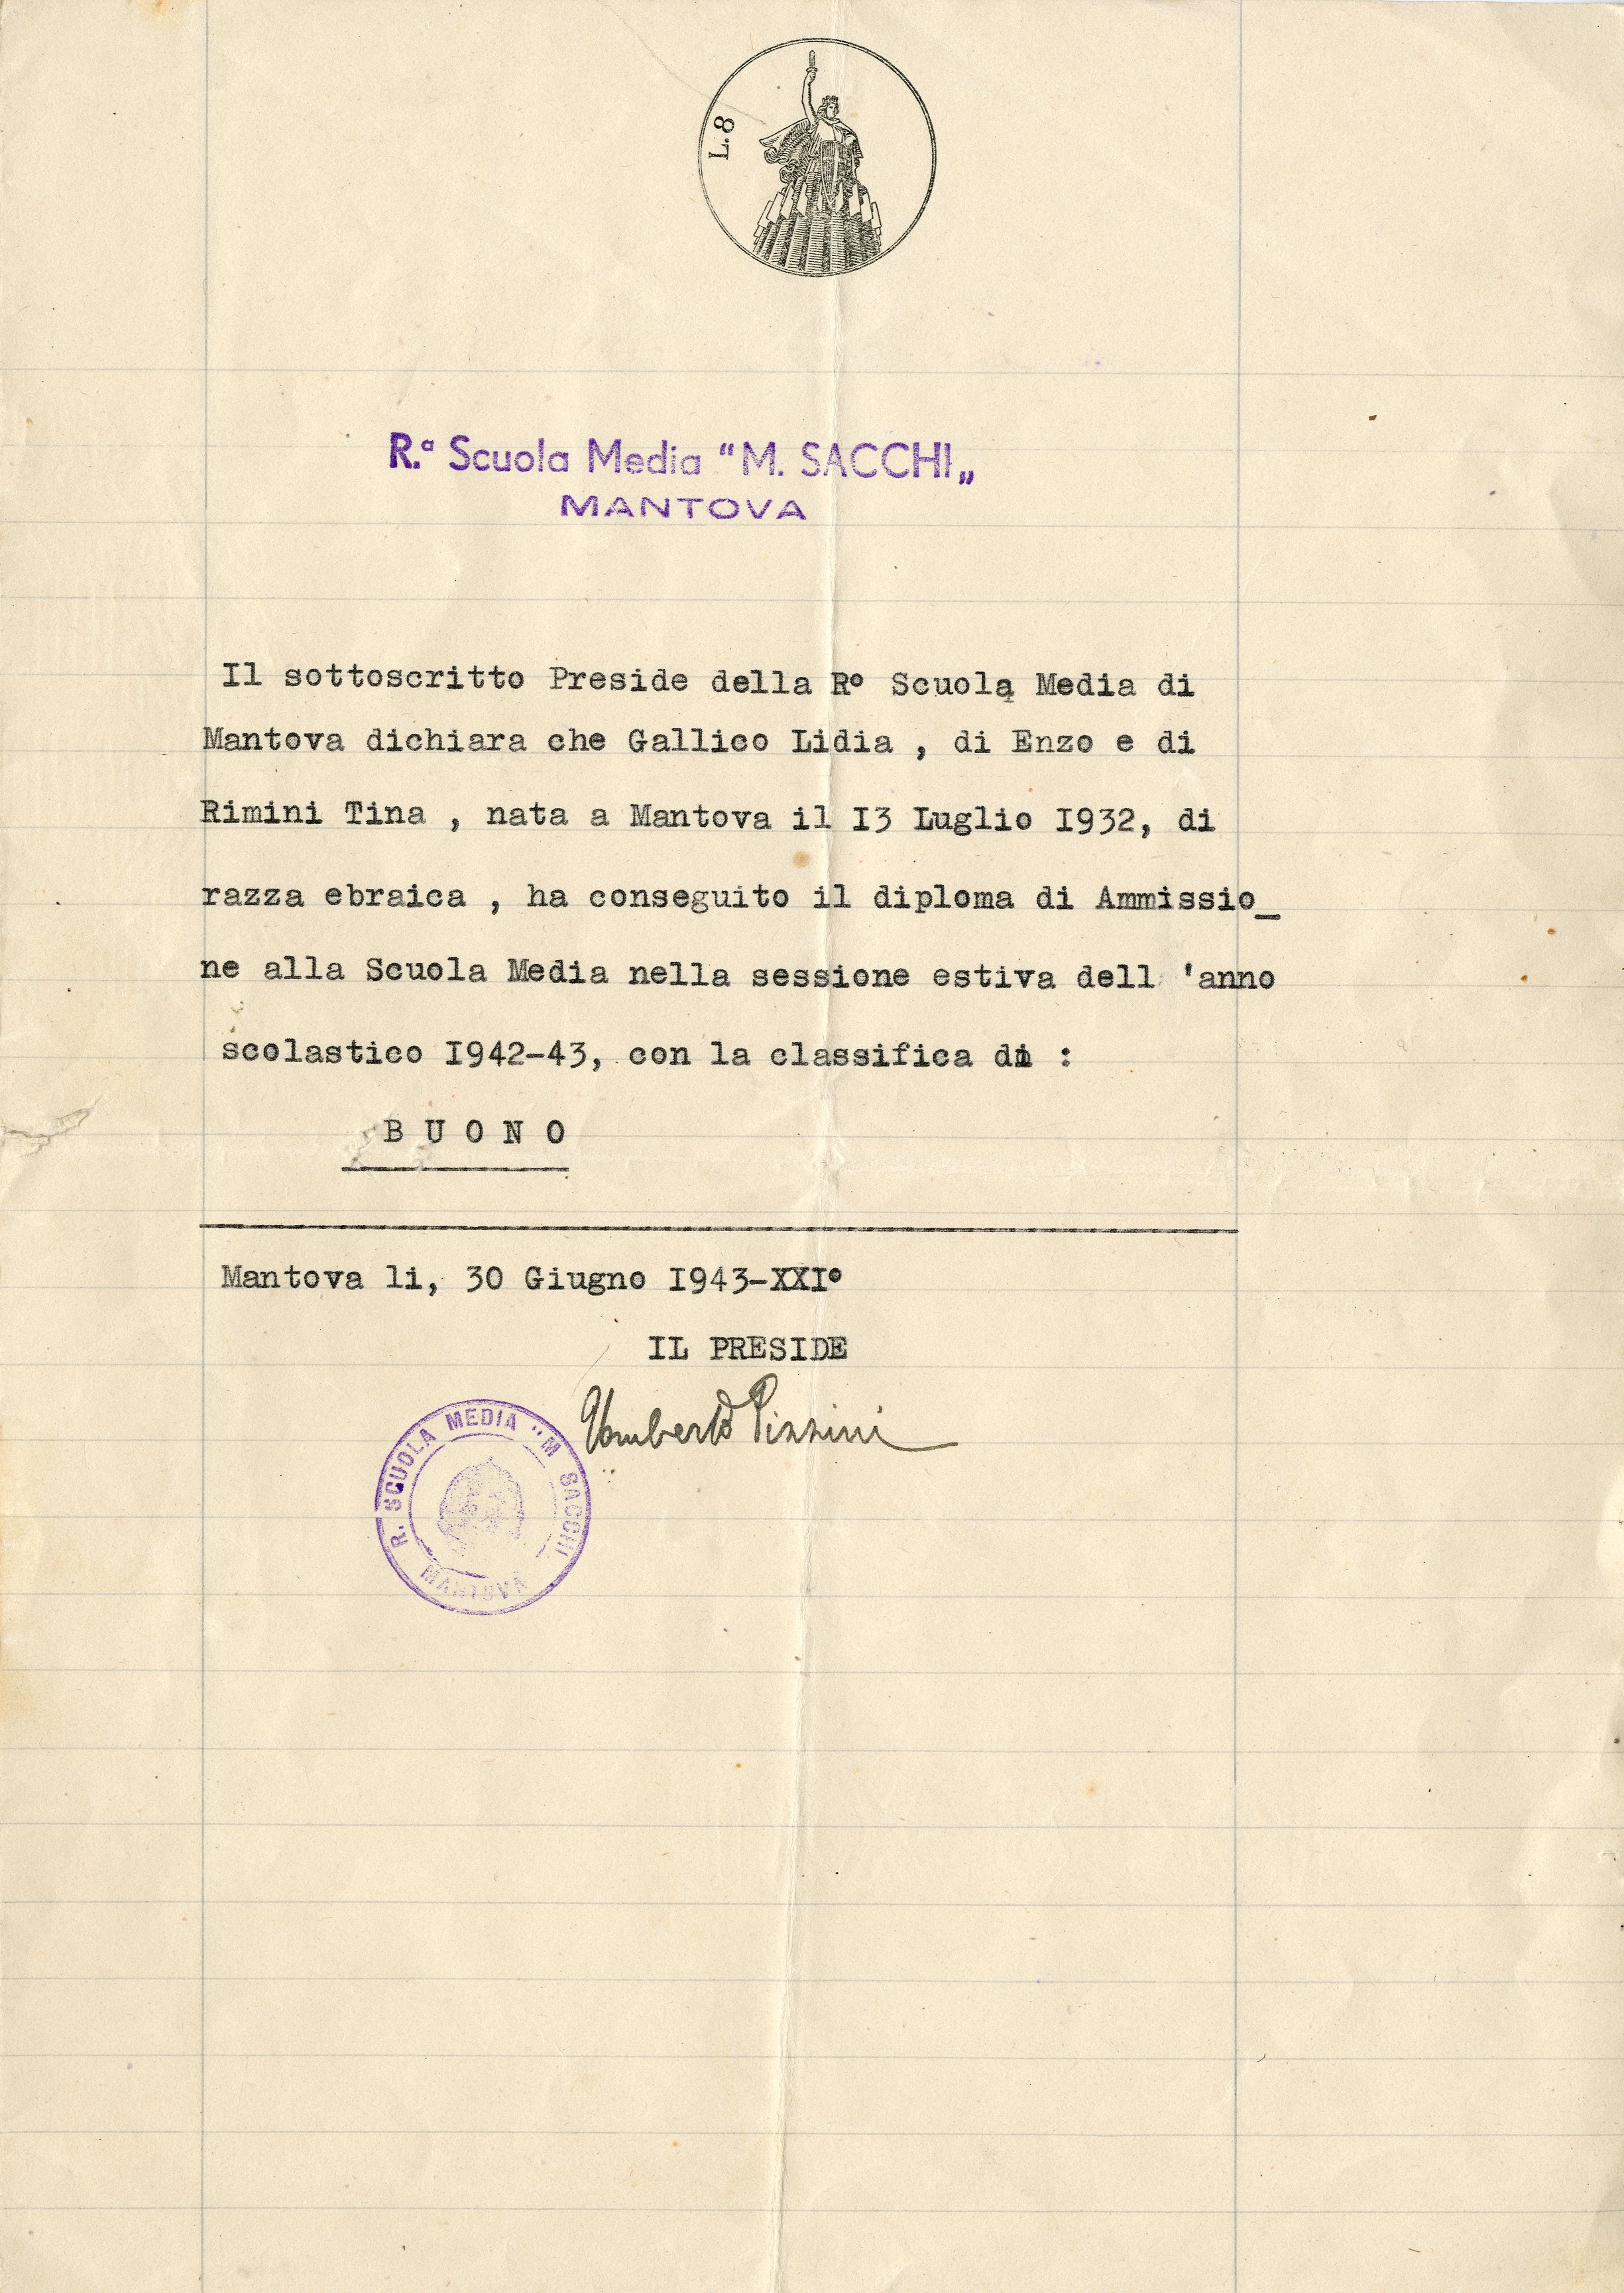 L.8
R.ª Scuola Media “M. SACCHI„
MANTOVA
Il sottoscritto Preside della Rº Scuola Media di
Mantova dichiara che Gallico Lidia , di Enzo e di
Rimini Tina , nata a Mantova il I3 Luglio I932, di
razza ebraica , ha conseguito il diploma di Ammissio_
ne alla Scuola Media nella sessione estiva dell 'anno
scolastico I942-43, con la classifica di :
B U O N O
Mantova li, 30 Giugno I943-XXIº
IL PRESIDE
Umberto Pizzini
R. SCUOLA MEDIA "M SACCHI
MANTOVA